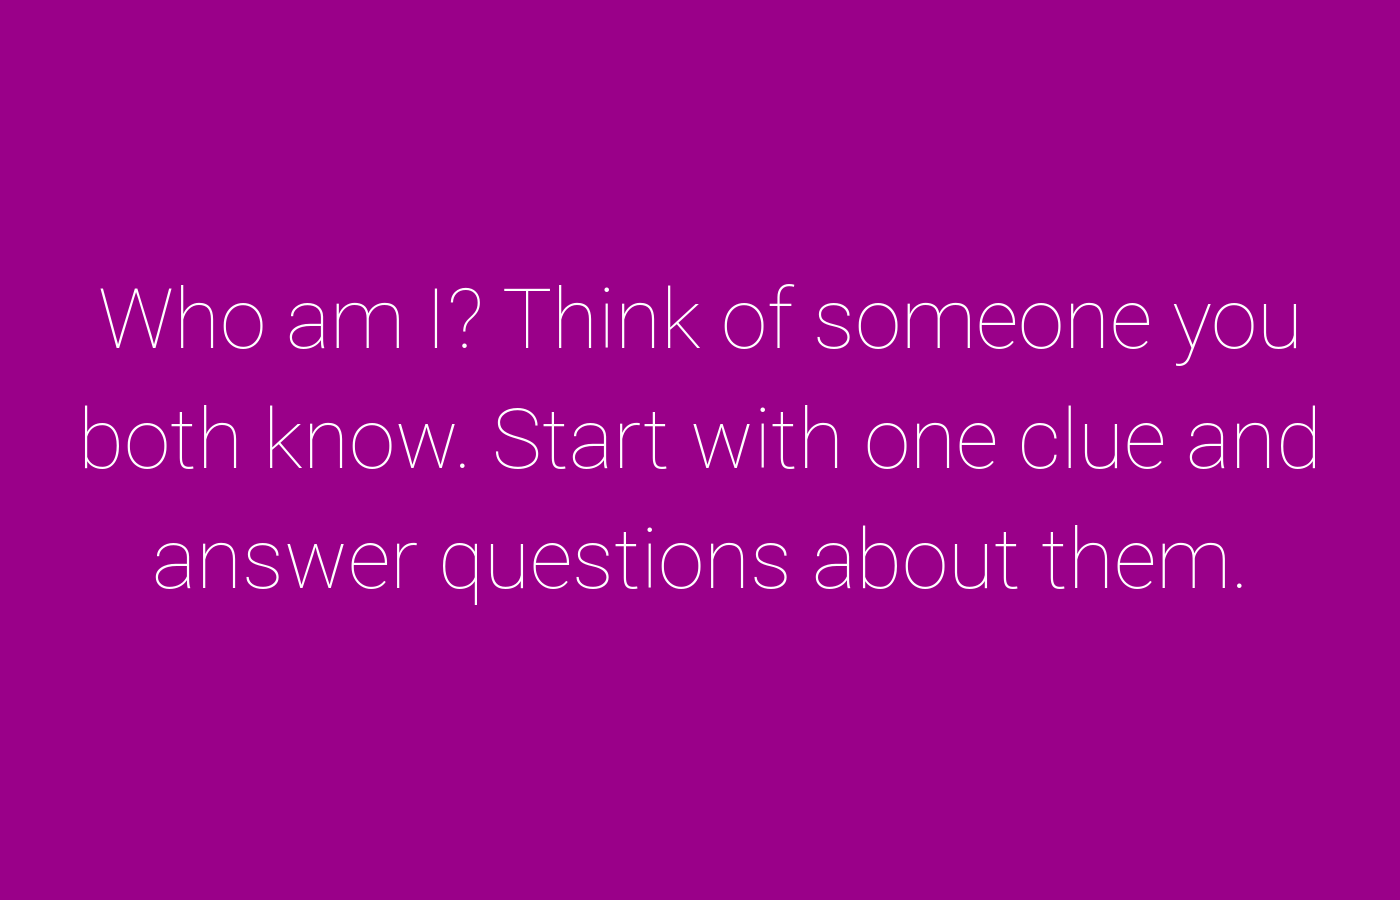 Who am I? Think of someone you
both know. Start with one clue and
answer questions about them.